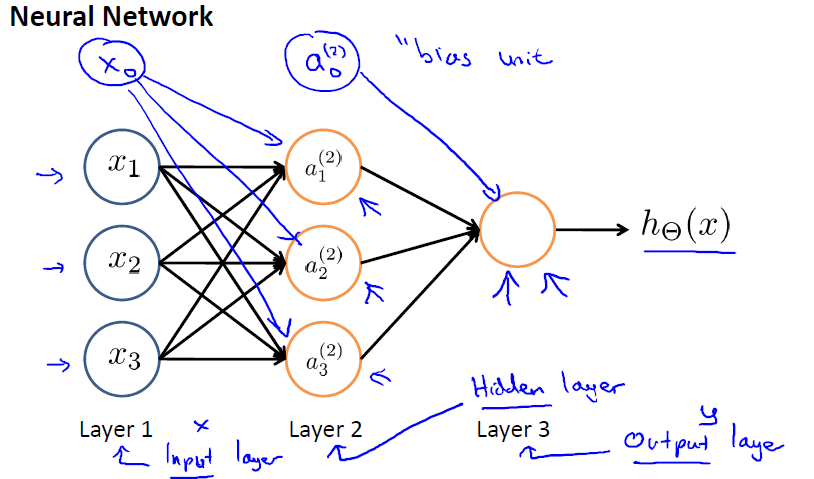 Neural Network
x₀ a₀⁽²⁾ "bias unit
x₁ a₁⁽²⁾
h_Θ(x)
x₂ a₂⁽²⁾
x₃ a₃⁽²⁾
Hidden layer
Layer 1 x Layer 2 Layer 3 y
Input layer Output layer